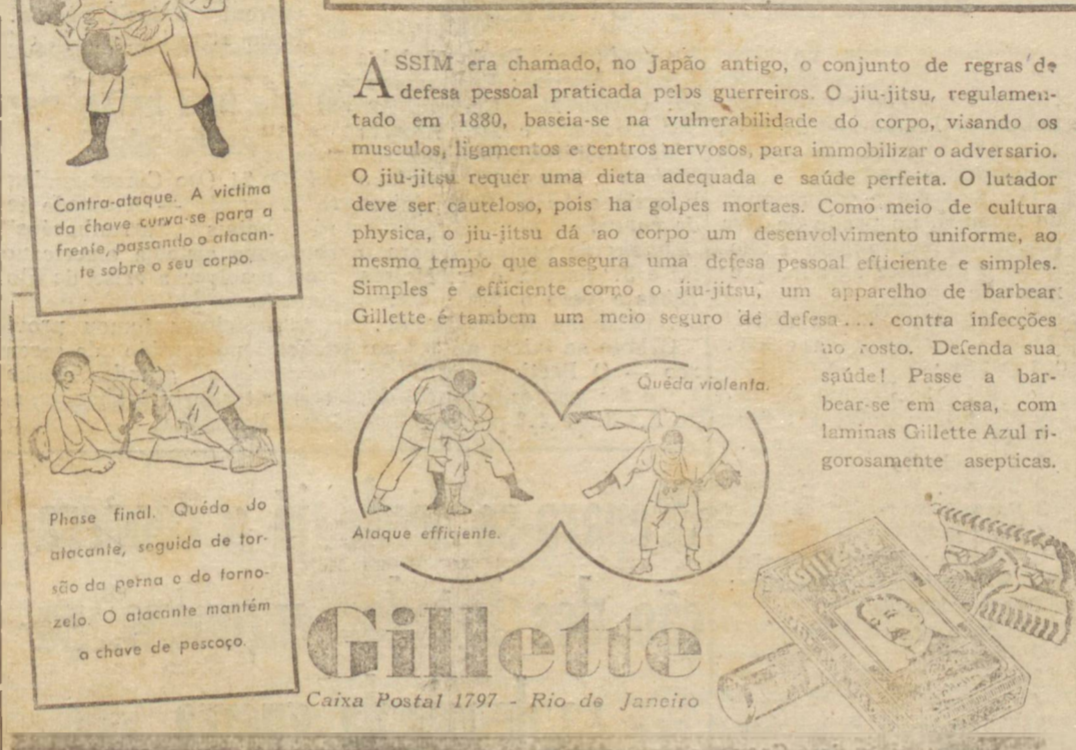 Contra-ataque. A victima
da chave curva-se para a
frente, passando o atacan-
te sobre o seu corpo.
Phase final. Quéda do
atacante, seguida de tor-
são da perna e do torno-
zelo. O atacante mantém
a chave de pescoço.
ASSIM era chamado, no Japão antigo, o conjunto de regras de
defesa pessoal praticada pelos guerreiros. O jiu-jitsu, regulamen-
tado em 1880, baseia-se na vulnerabilidade do corpo, visando os
musculos, ligamentos e centros nervosos, para immobilizar o adversario.
O jiu-jitsu requer uma dieta adequada e saúde perfeita. O lutador
deve ser cauteloso, pois ha golpes mortaes. Como meio de cultura
physica, o jiu-jitsu dá ao corpo um desenvolvimento uniforme, ao
mesmo tempo que assegura uma defesa pessoal efficiente e simples.
Simples e efficiente como o jiu-jitsu, um apparelho de barbear
Gillette é tambem um meio seguro de defesa... contra infecções
no rosto. Defenda sua
saúde! Passe a bar-
bear-se em casa, com
laminas Gillette Azul ri-
gorosamente asepticas.
Quéda violenta.
Ataque efficiente.
Gillette
Caixa Postal 1797 - Rio de Janeiro